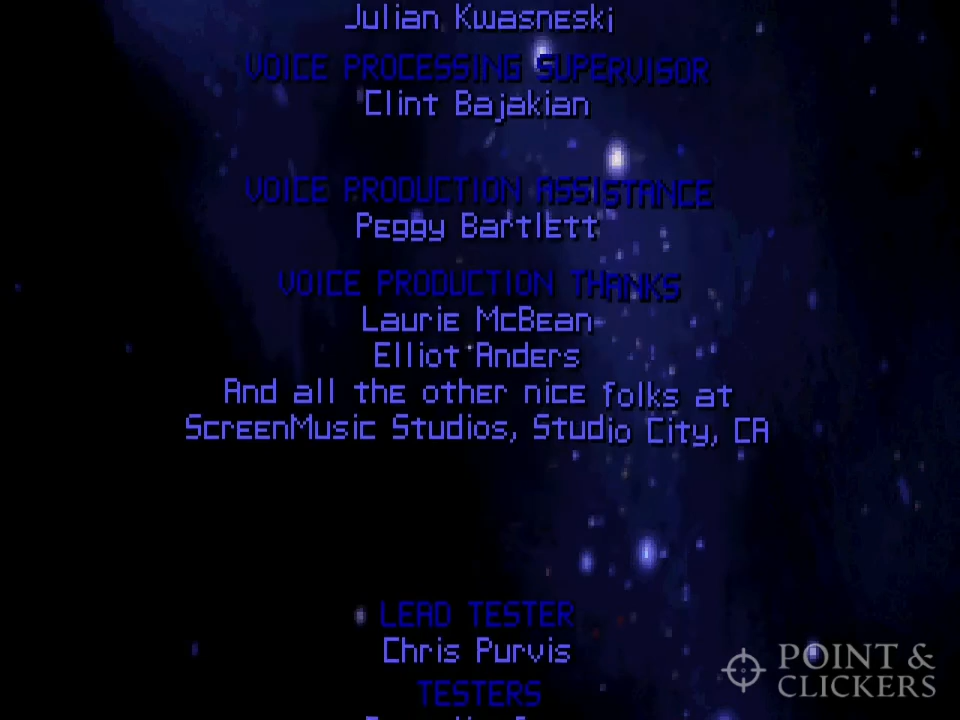 Julian Kwasneski
VOICE PROCESSING SUPERVISOR
Clint Bajakian
VOICE PRODUCTION ASSISTANCE
Peggy Bartlett
VOICE PRODUCTION THANKS
Laurie McBean
Elliot Anders
And all the other nice folks at
ScreenMusic Studios, Studio City, CA
LEAD TESTER
Chris Purvis
TESTERS
POINT &
CLICKERS